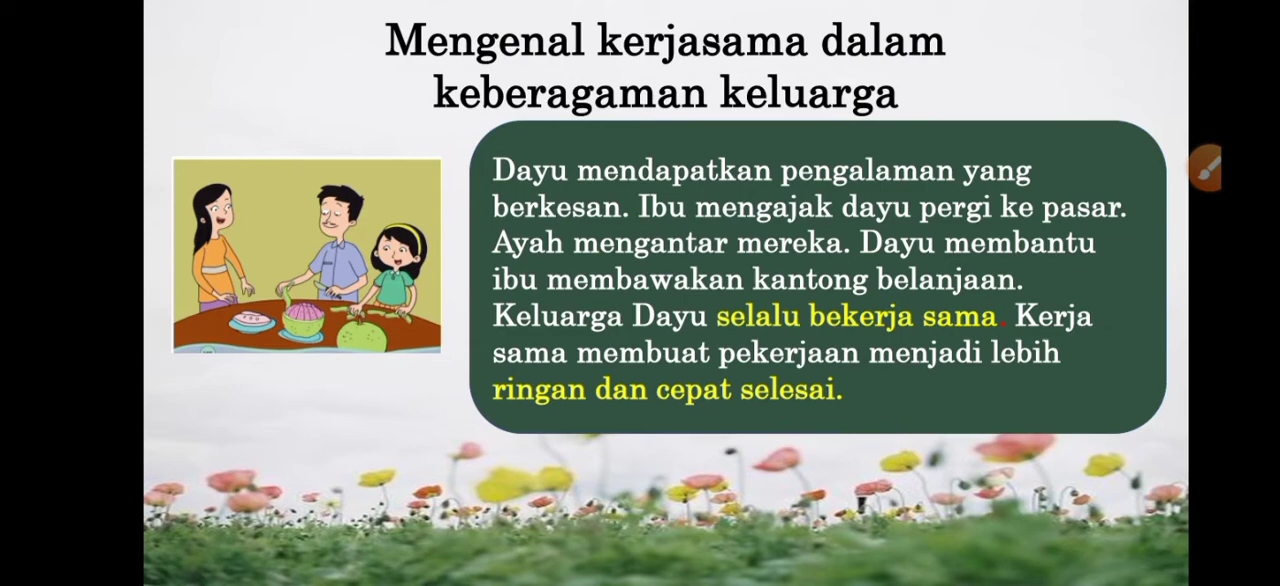 Mengenal kerjasama dalam
keberagaman keluarga
Dayu mendapatkan pengalaman yang
berkesan. Ibu mengajak dayu pergi ke pasar.
Ayah mengantar mereka. Dayu membantu
ibu membawakan kantong belanjaan.
Keluarga Dayu selalu bekerja sama. Kerja
sama membuat pekerjaan menjadi lebih
ringan dan cepat selesai.